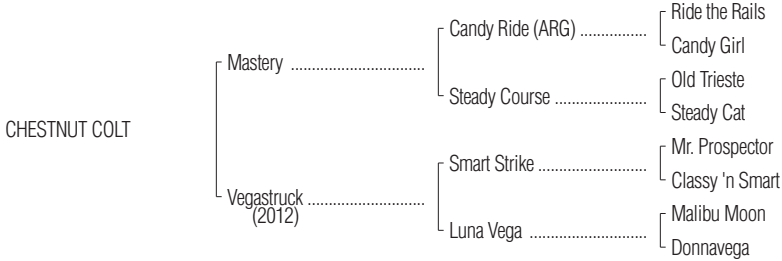 Ride the Rails
Candy Ride (ARG) ................
Candy Girl
Mastery ................................
Old Trieste
Steady Course ......................
Steady Cat
CHESTNUT COLT
Mr. Prospector
Smart Strike ..........................
Classy 'n Smart
Vegastruck ............................
(2012)
Malibu Moon
Luna Vega ............................
Donnavega